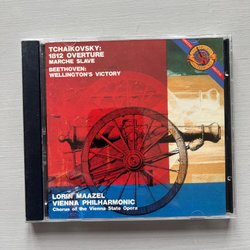 TCHAIKOVSKY:
1812 OVERTURE
MARCHE SLAVE
BEETHOVEN:
WELLINGTON'S VICTORY
LORIN MAAZEL
VIENNA PHILHARMONIC
Chorus of the Vienna State Opera